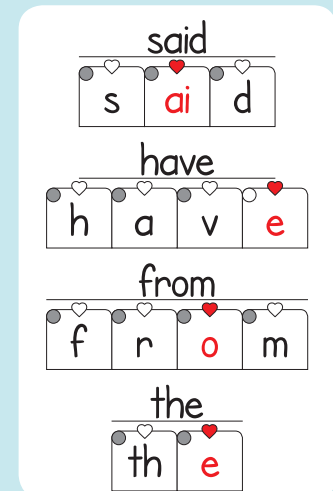 said
s ai d
have
h a v e
from
f r o m
the
th e